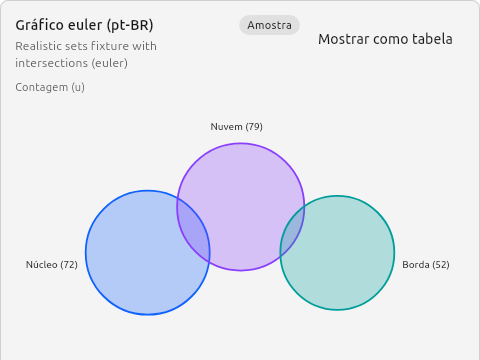 Gráfico euler (pt-BR)
Amostra
Mostrar como tabela
Realistic sets fixture with
intersections (euler)
Contagem (u)
Nuvem (79)
Núcleo (72)
Borda (52)